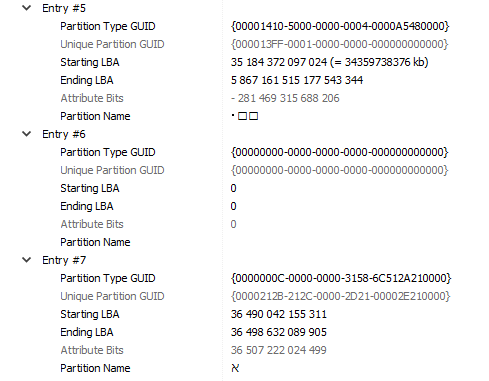 Entry #5
Partition Type GUID {00001410-5000-0000-0004-0000A5480000}
Unique Partition GUID {000013FF-0001-0000-0000-000000000000}
Starting LBA 35 184 372 097 024 (= 34359738376 kb)
Ending LBA 5 867 161 515 177 543 344
Attribute Bits - 281 469 315 688 206
Partition Name · □□
Entry #6
Partition Type GUID {00000000-0000-0000-0000-000000000000}
Unique Partition GUID {00000000-0000-0000-0000-000000000000}
Starting LBA 0
Ending LBA 0
Attribute Bits 0
Partition Name
Entry #7
Partition Type GUID {0000000C-0000-0000-3158-6C512A210000}
Unique Partition GUID {0000212B-212C-0000-2D21-00002E210000}
Starting LBA 36 490 042 155 311
Ending LBA 36 498 632 089 905
Attribute Bits 36 507 222 024 499
Partition Name ℵ